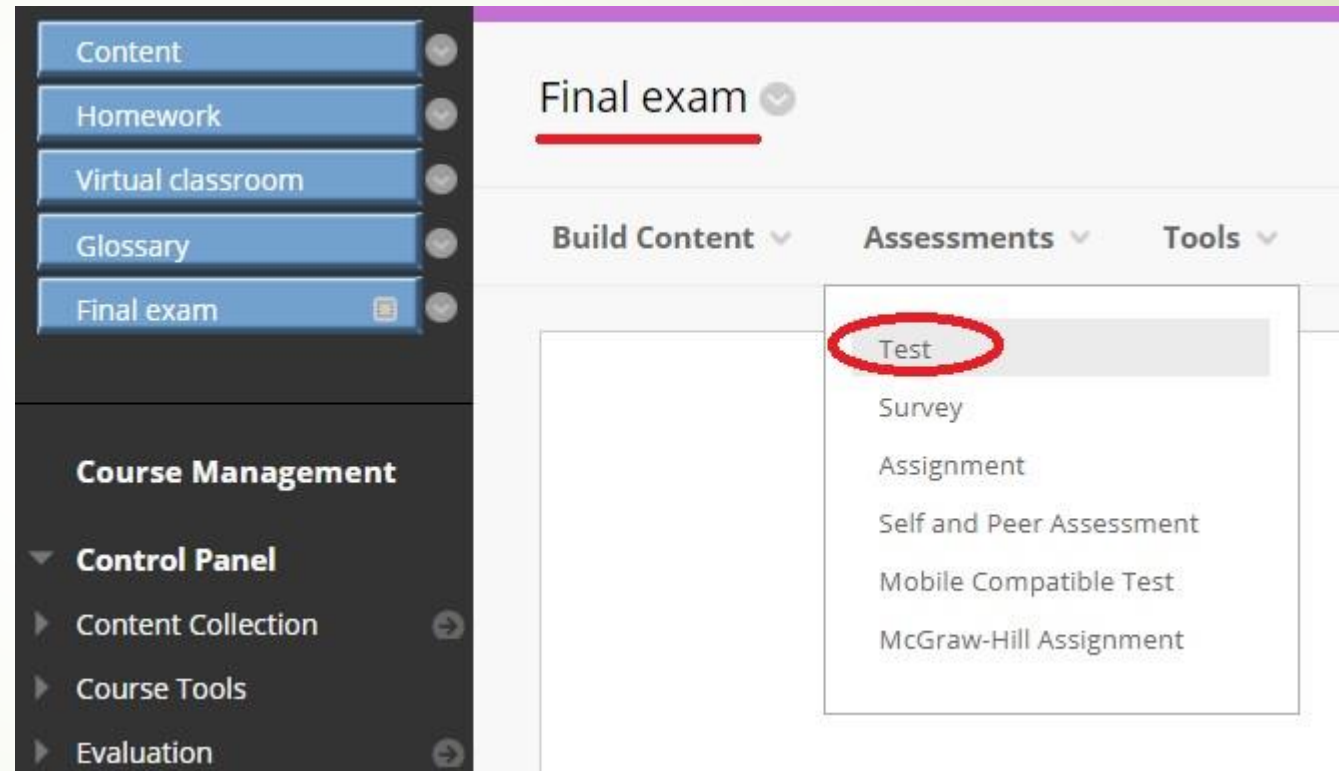 Content
Homework
Virtual classroom
Glossary
Final exam
Course Management
Control Panel
Content Collection
Course Tools
Evaluation
Final exam
Build Content Assessments Tools
Test
Survey
Assignment
Self and Peer Assessment
Mobile Compatible Test
McGraw-Hill Assignment